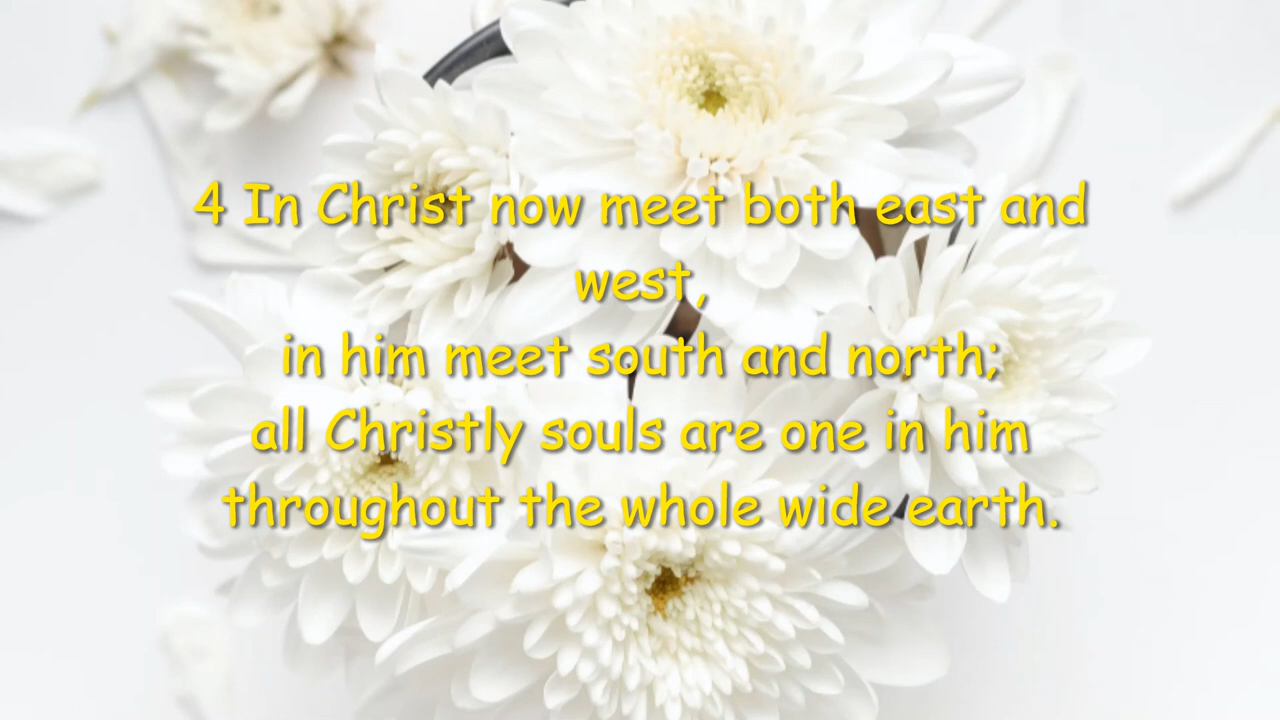 4 In Christ now meet both east and
west,
in him meet south and north;
all Christly souls are one in him
throughout the whole wide earth.